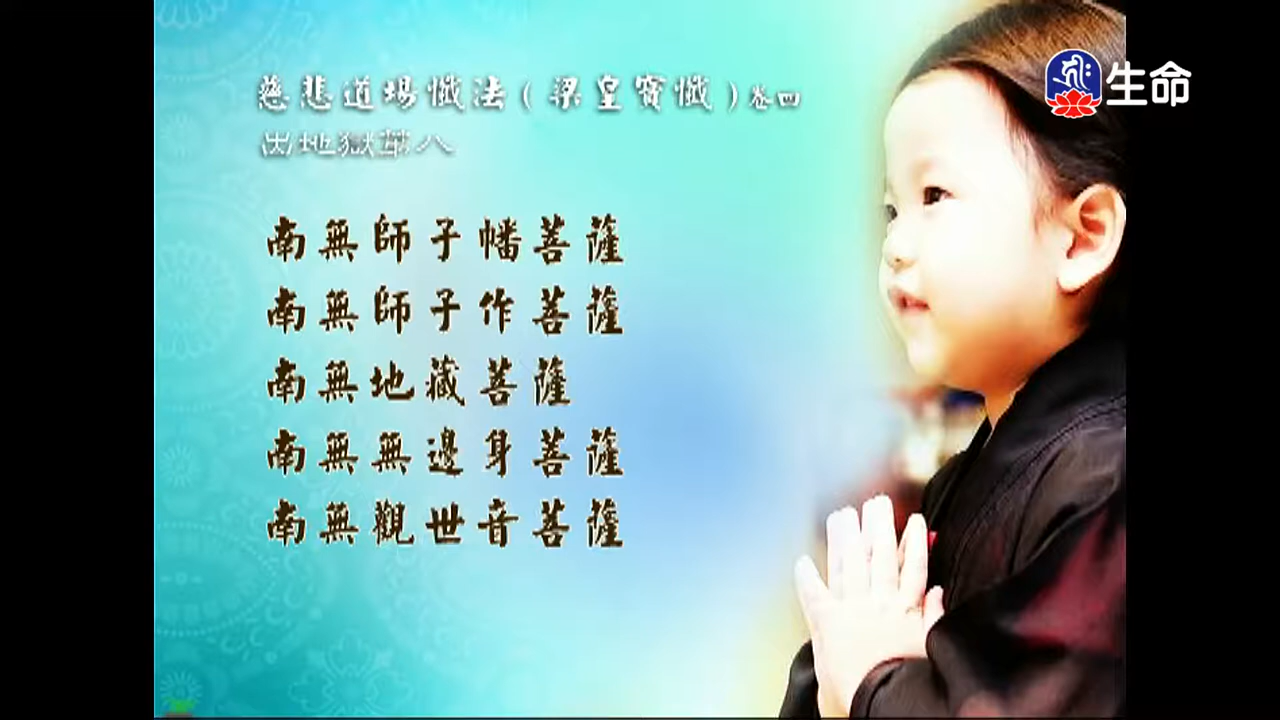 慈悲道場懺法(梁皇寶懺)卷四
生命
出地獄第八
南無師子幡菩薩
南無師子作菩薩
南無地藏菩薩
南無無邊身菩薩
南無觀世音菩薩